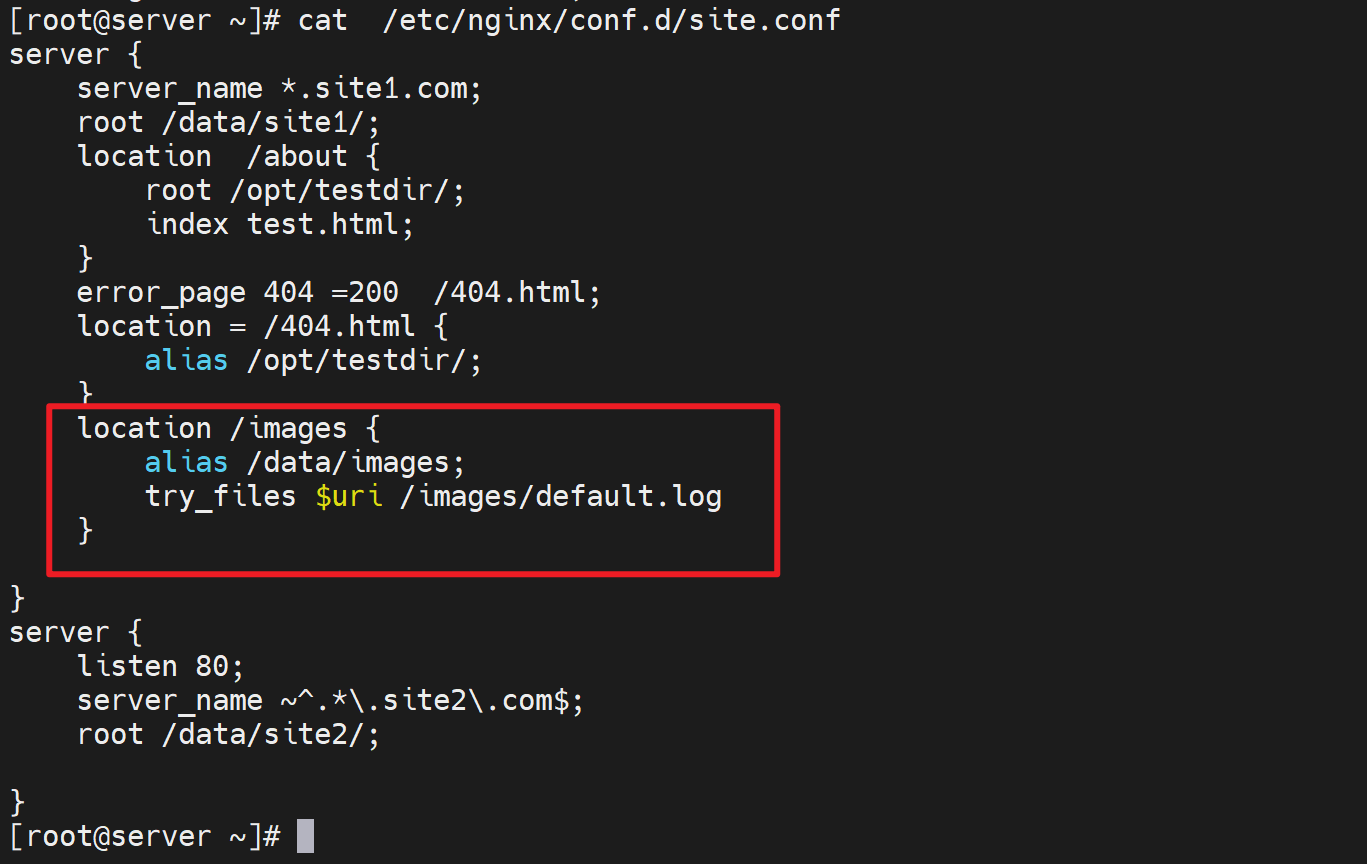 [root@server ~]# cat  /etc/nginx/conf.d/site.conf
server {
    server_name *.site1.com;
    root /data/site1/;
    location  /about {
        root /opt/testdir/;
        index test.html;
    }
    error_page 404 =200  /404.html;
    location = /404.html {
        alias /opt/testdir/;
    }
    location /images {
        alias /data/images;
        try_files $uri /images/default.log
    }

}
server {
    listen 80;
    server_name ~^.*\.site2\.com$;
    root /data/site2/;

}
[root@server ~]#